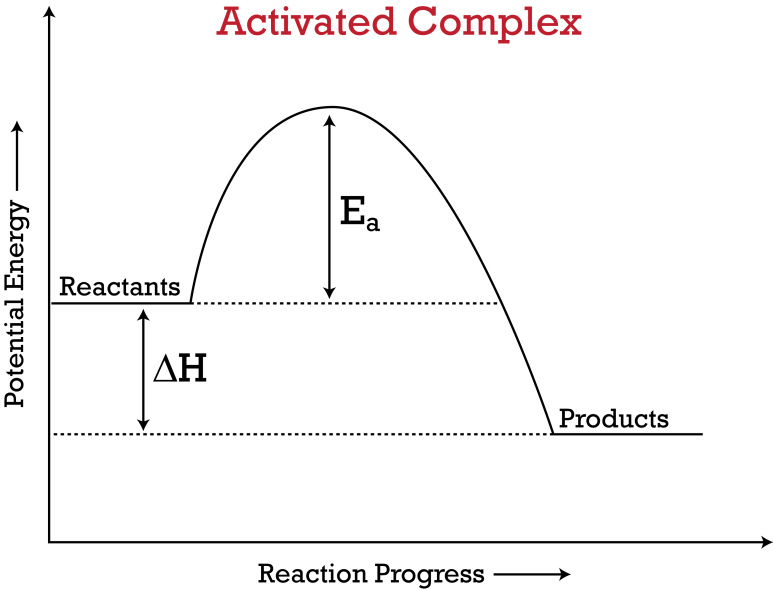 Activated Complex
Potential Energy
Eₐ
Reactants
ΔH
Products
Reaction Progress